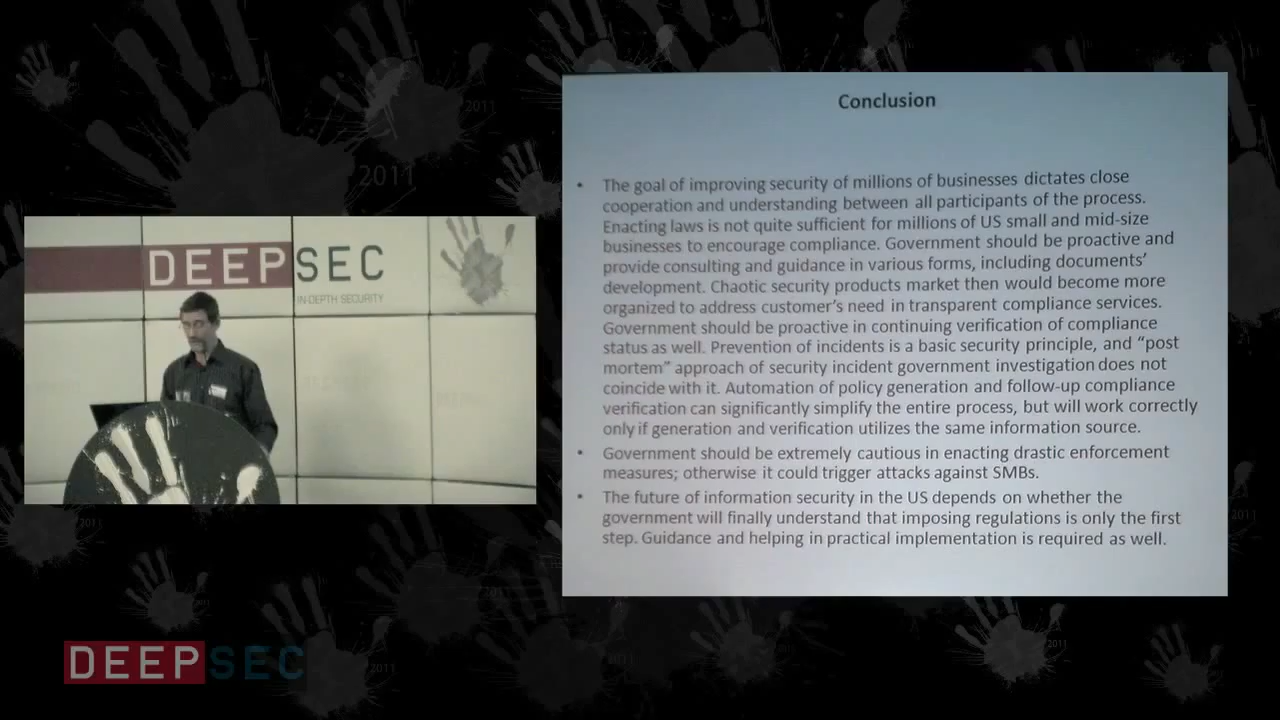 2011
2011
DEEPSEC
IN-DEPTH SECURITY
Conclusion
• The goal of improving security of millions of businesses dictates close
cooperation and understanding between all participants of the process.
Enacting laws is not quite sufficient for millions of US small and mid-size
businesses to encourage compliance. Government should be proactive and
provide consulting and guidance in various forms, including documents’
development. Chaotic security products market then would become more
organized to address customer’s need in transparent compliance services.
Government should be proactive in continuing verification of compliance
status as well. Prevention of incidents is a basic security principle, and “post
mortem” approach of security incident government investigation does not
coincide with it. Automation of policy generation and follow-up compliance
verification can significantly simplify the entire process, but will work correctly
only if generation and verification utilizes the same information source.
• Government should be extremely cautious in enacting drastic enforcement
measures; otherwise it could trigger attacks against SMBs.
• The future of information security in the US depends on whether the
government will finally understand that imposing regulations is only the first
step. Guidance and helping in practical implementation is required as well.
2011
2011
2011
2011
2011
2011
DEEPSEC